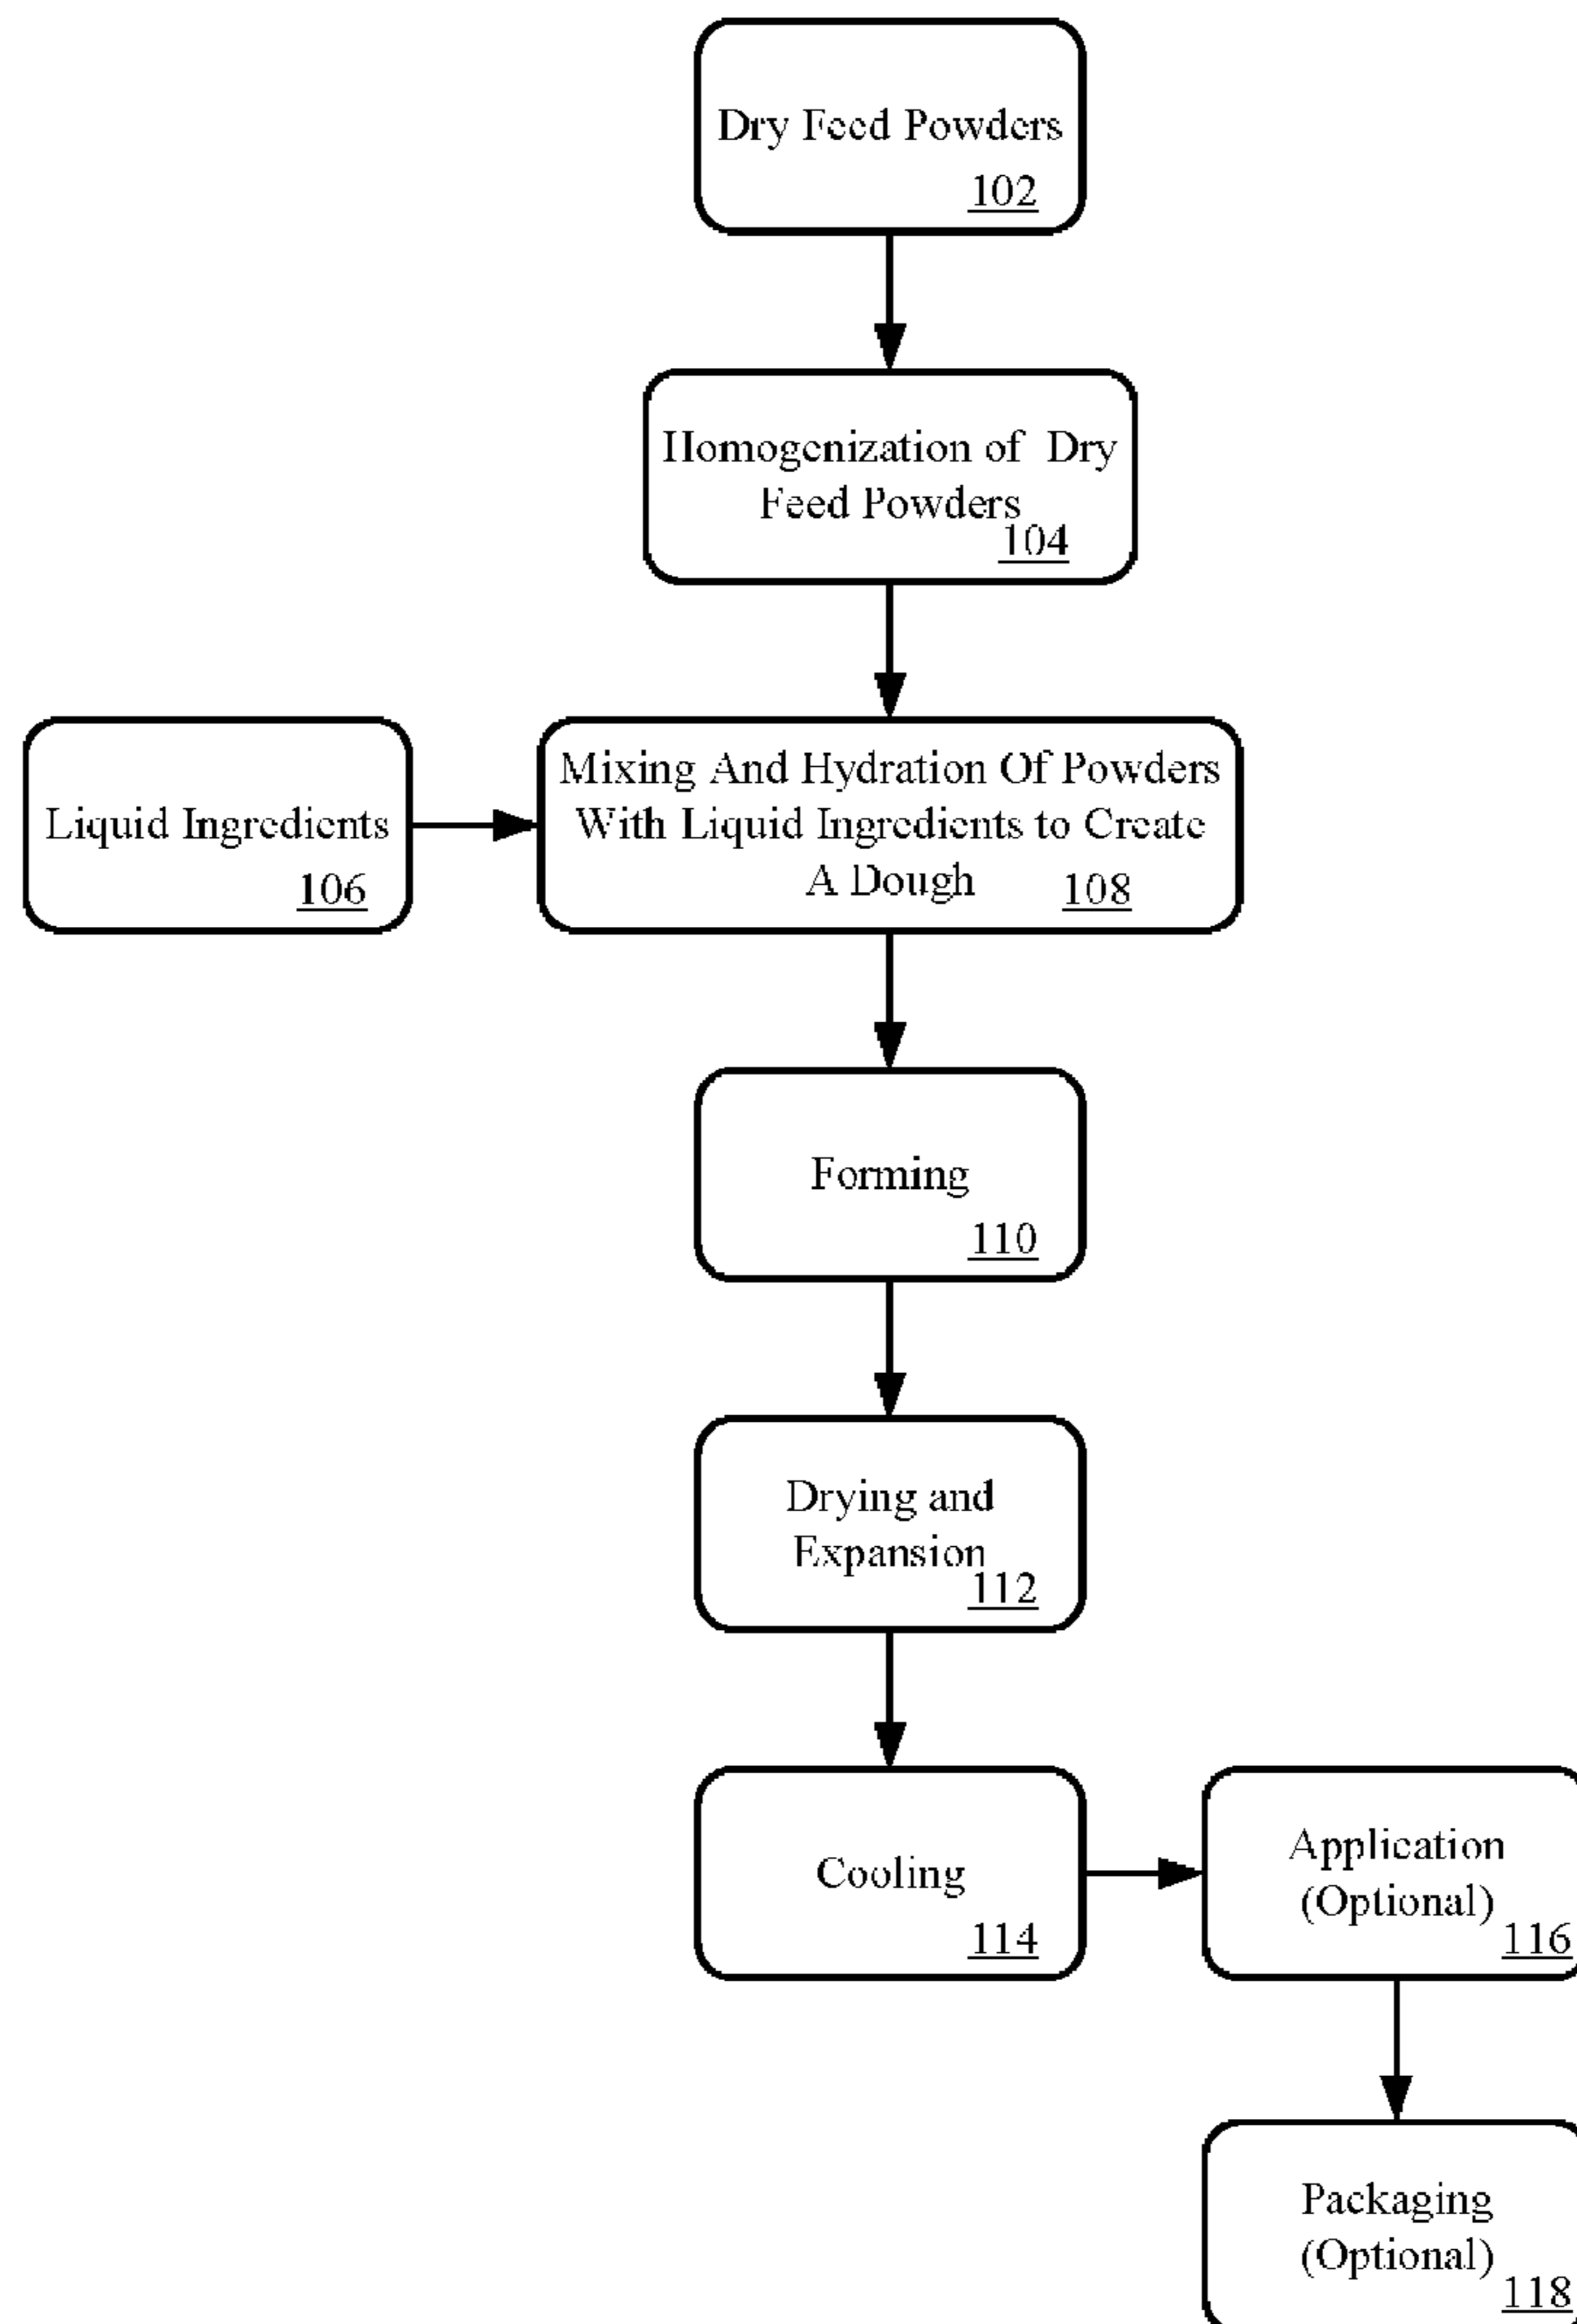 Dry Feed Powders
102
Homogenization of Dry
Feed Powders
104
Liquid Ingredients
106
Mixing And Hydration Of Powders
With Liquid Ingredients to Create
A Dough 108
Forming
110
Drying and
Expansion
112
Cooling
114
Application
(Optional)
116
Packaging
(Optional)
118